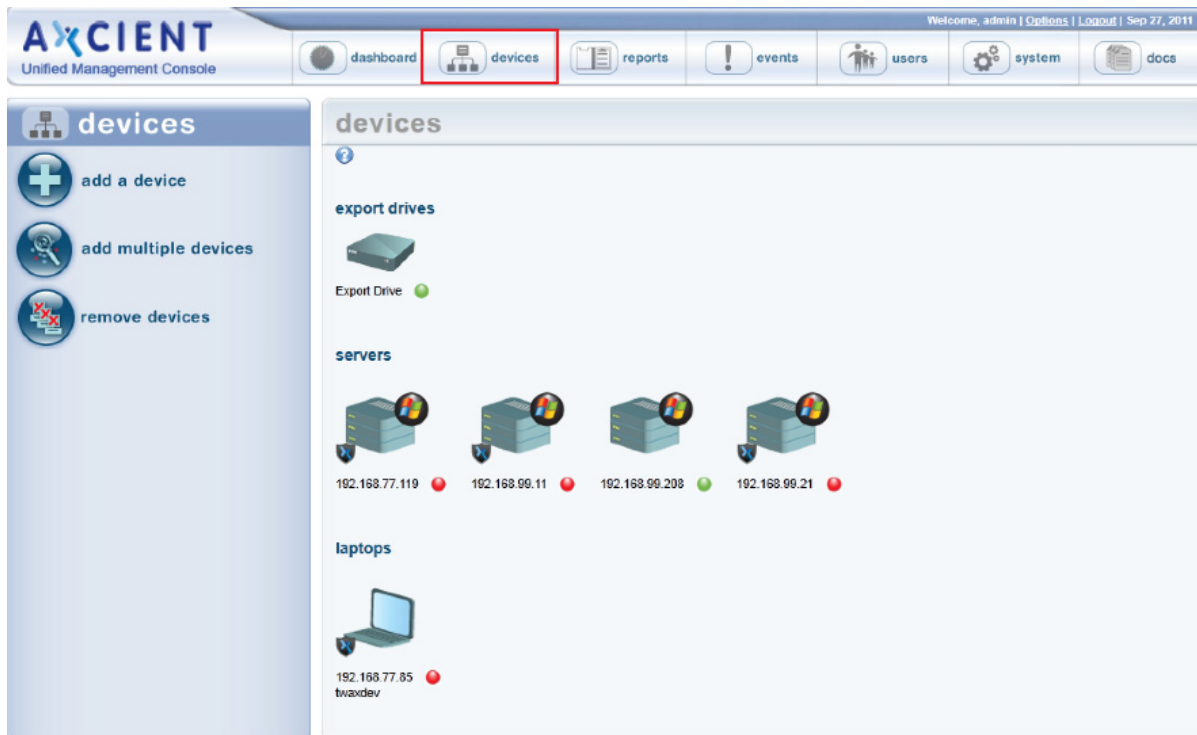 Welcome, admin | Options | Logout | Sep 27, 2011
AXCIENT
Unified Management Console
dashboard devices reports events users system docs
devices
add a device
add multiple devices
remove devices
devices
?
export drives
Export Drive
servers
192.168.77.119 192.168.99.11 192.168.99.208 192.168.99.21
laptops
192.168.77.85
twaxdev